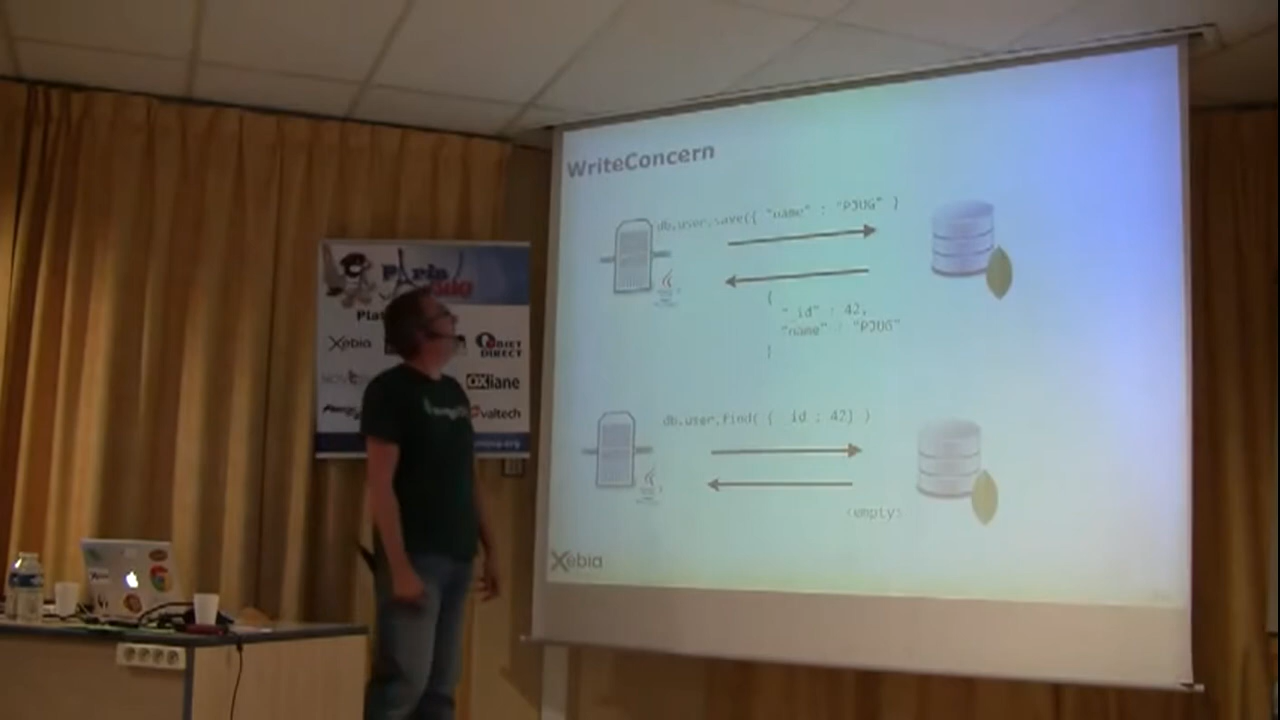 WriteConcern
db.user.save({ "name" : "PJUG" }
{
"_id" : 42,
"name" : "PJUG"
}
db.user.find( { _id : 42} )
<empty>
Xebia
Paris
Xebia
OBJET
DIRECT
OXiane
valtech